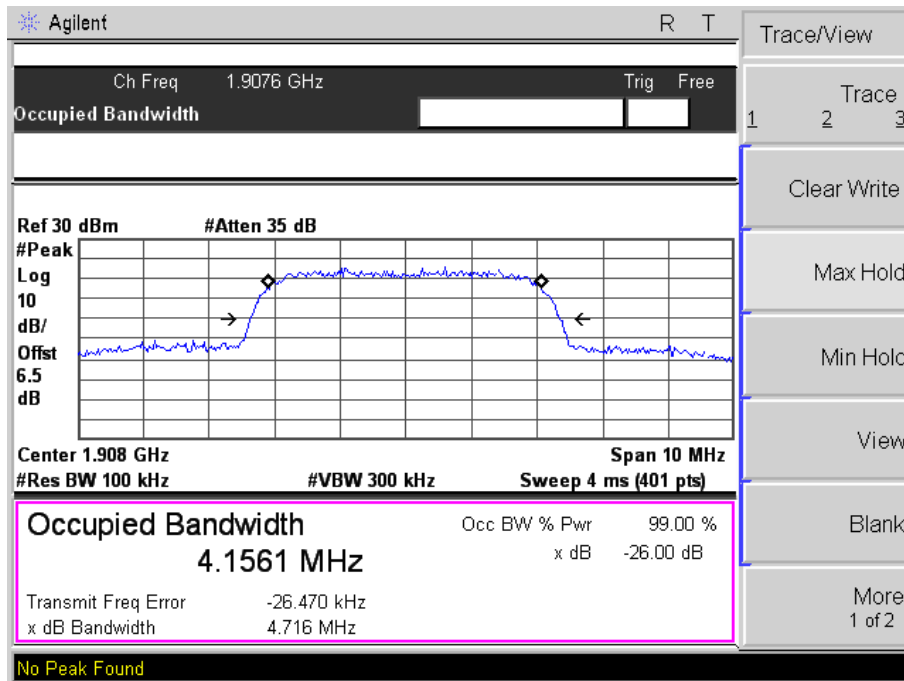 Agilent R T
Trace/View
Ch Freq 1.9076 GHz Trig Free
Occupied Bandwidth
Trace
1 2 3
Clear Write
Max Hold
Min Hold
View
Blank
More
1 of 2
Ref 30 dBm #Atten 35 dB
#Peak
Log
10
dB/
Offst
6.5
dB
Center 1.908 GHz Span 10 MHz
#Res BW 100 kHz #VBW 300 kHz Sweep 4 ms (401 pts)
Occupied Bandwidth Occ BW % Pwr 99.00 %
4.1561 MHz x dB -26.00 dB
Transmit Freq Error -26.470 kHz
x dB Bandwidth 4.716 MHz
No Peak Found